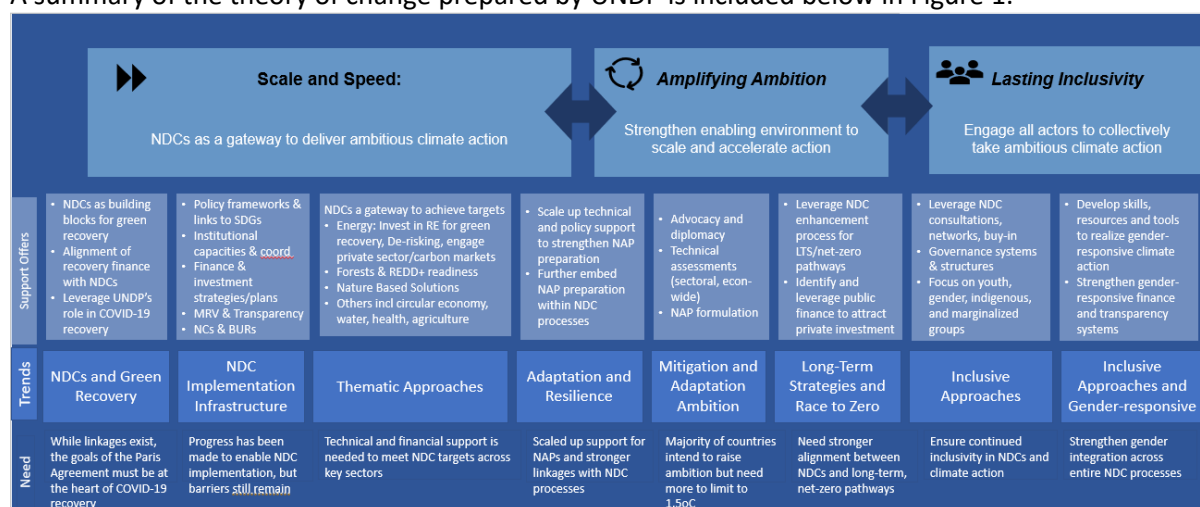 A summary of the theory of change prepared by UNDP is included below in Figure 1.
Scale and Speed:
NDCs as a gateway to deliver ambitious climate action
Amplifying Ambition
Strengthen enabling environment to
scale and accelerate action
Lasting Inclusivity
Engage all actors to collectively
take ambitious climate action
Support Offers
• NDCs as building
blocks for green
recovery
• Alignment of
recovery finance
with NDCs
• Leverage UNDP's
role in COVID-19
recovery
• Policy frameworks &
links to SDGs
• Institutional
capacities & coord
• Finance &
investment
strategies/plans
• MRV & Transparency
• NCs & BURs
NDCs a gateway to achieve targets
• Energy: Invest in RE for green
recovery, De-risking, engage
private sector/carbon markets
• Forests & REDD+ readiness
• Nature Based Solutions
• Others incl circular economy,
water, health, agriculture
• Scale up technical
and policy support
to strengthen NAP
preparation
• Further embed
NAP preparation
within NDC
processes
• Advocacy and
diplomacy
• Technical
assessments
(sectoral, econ-
wide)
• NAP formulation
• Leverage NDC
enhancement
process for
LTS/net-zero
pathways
• Identify and
leverage public
finance to attract
private investment
• Leverage NDC
consultations,
networks, buy-in
• Governance systems
& structures
• Focus on youth,
gender, indigenous,
and marginalized
groups
• Develop skills,
resources and tools
to realize gender-
responsive climate
action
• Strengthen gender-
responsive finance
and transparency
systems
Trends
NDCs and Green
Recovery
NDC
Implementation
Infrastructure
Thematic Approaches
Adaptation and
Resilience
Mitigation and
Adaptation
Ambition
Long-Term
Strategies and
Race to Zero
Inclusive
Approaches
Inclusive
Approaches and
Gender-responsive
Need
While linkages exist,
the goals of the Paris
Agreement must be at
the heart of COVID-19
recovery
Progress has been
made to enable NDC
implementation, but
barriers still remain
Technical and financial support is
needed to meet NDC targets across
key sectors
Scaled up support for
NAPs and stronger
linkages with NDC
processes
Majority of countries
intend to raise
ambition but need
more to limit to
1.5oC
Need stronger
alignment between
NDCs and long-term,
net-zero pathways
Ensure continued
inclusivity in NDCs and
climate action
Strengthen gender
integration across
entire NDC processes